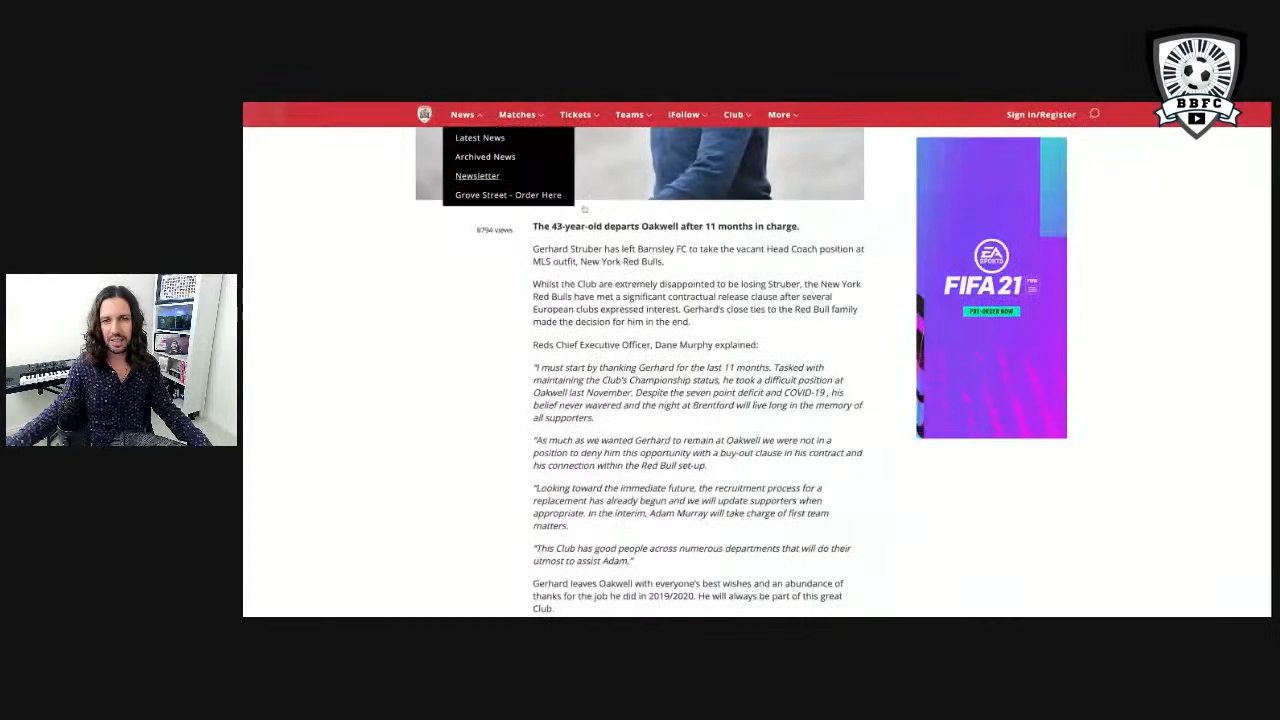 BBFC
News Matches Tickets Teams iFollow Club More Sign In/Register
Latest News
Archived News
Newsletter
Grove Street - Order Here
8794 views
The 43-year-old departs Oakwell after 11 months in charge.
Gerhard Struber has left Barnsley FC to take the vacant Head Coach position at
MLS outfit, New York Red Bulls.
Whilst the Club are extremely disappointed to be losing Struber, the New York
Red Bulls have met a significant contractual release clause after several
European clubs expressed interest. Gerhard's close ties to the Red Bull family
made the decision for him in the end.
Reds Chief Executive Officer, Dane Murphy explained:
"I must start by thanking Gerhard for the last 11 months. Tasked with
maintaining the Club's Championship status, he took a difficult position at
Oakwell last November. Despite the seven point deficit and COVID-19 , his
belief never wavered and the night at Brentford will live long in the memory of
all supporters.
"As much as we wanted Gerhard to remain at Oakwell we were not in a
position to deny him this opportunity with a buy-out clause in his contract and
his connection within the Red Bull set-up.
"Looking toward the immediate future, the recruitment process for a
replacement has already begun and we will update supporters when
appropriate. In the interim, Adam Murray will take charge of first team
matters.
"This Club has good people across numerous departments that will do their
utmost to assist Adam."
Gerhard leaves Oakwell with everyone's best wishes and an abundance of
thanks for the job he did in 2019/2020. He will always be part of this great
Club.
EA
SPORTS
FIFA 21
PRE-ORDER NOW